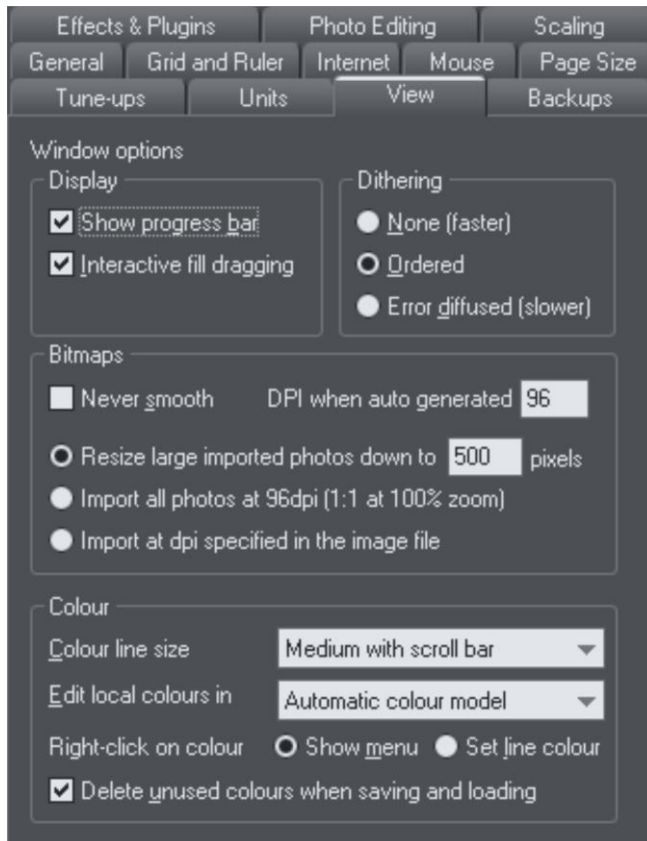 Effects & Plugins Photo Editing Scaling
General Grid and Ruler Internet Mouse Page Size
Tune-ups Units View Backups
Window options
Display
Show progress bar
Interactive fill dragging
Dithering
None (faster)
Ordered
Error diffused (slower)
Bitmaps
Never smooth DPI when auto generated 96
Resize large imported photos down to 500 pixels
Import all photos at 96dpi (1:1 at 100% zoom)
Import at dpi specified in the image file
Colour
Colour line size Medium with scroll bar
Edit local colours in Automatic colour model
Right-click on colour Show menu Set line colour
Delete unused colours when saving and loading